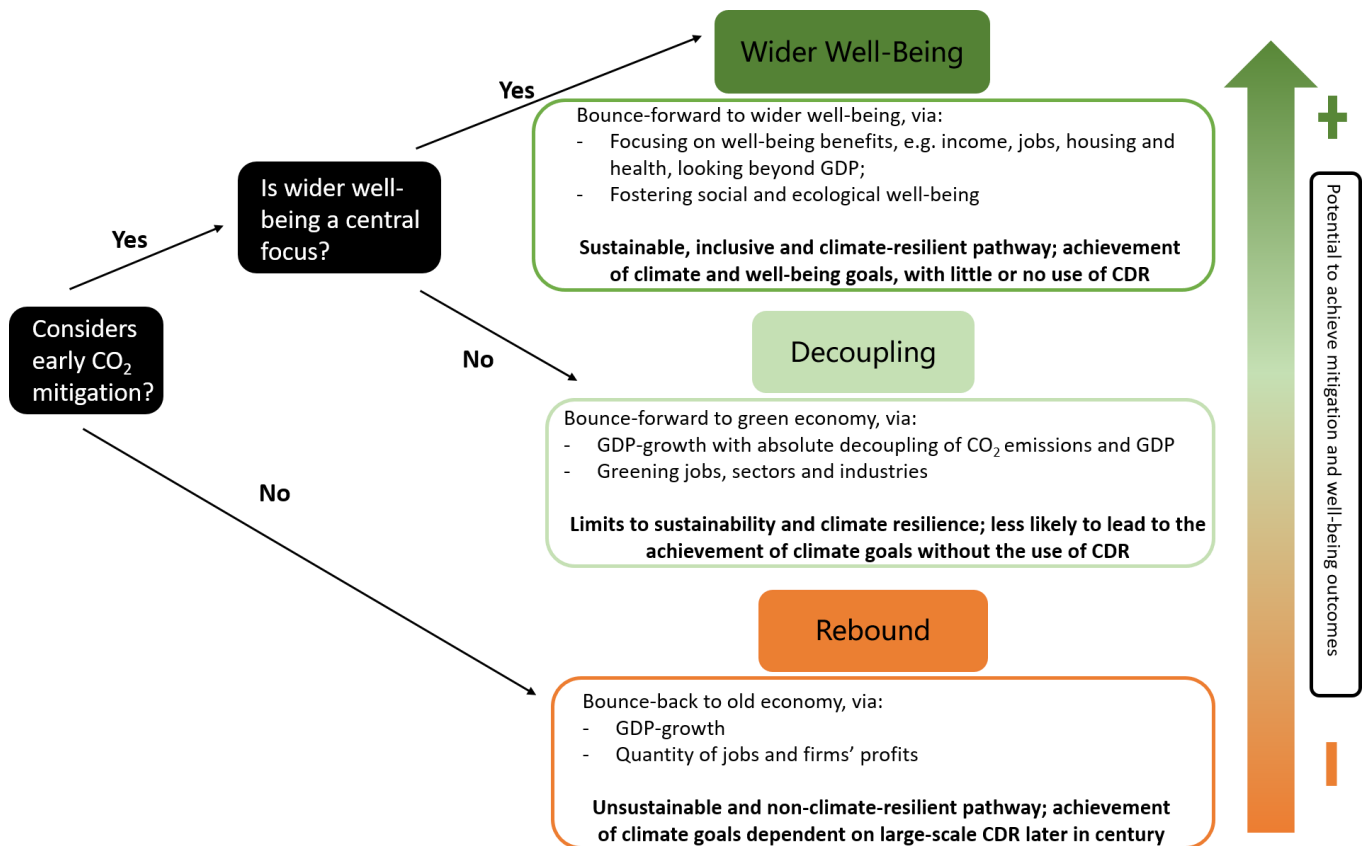 Wider Well-Being
Yes
Bounce-forward to wider well-being, via:
- Focusing on well-being benefits, e.g. income, jobs, housing and
health, looking beyond GDP;
- Fostering social and ecological well-being
Sustainable, inclusive and climate-resilient pathway; achievement
of climate and well-being goals, with little or no use of CDR
Is wider well-
being a central
focus?
Yes
Considers
early CO₂
mitigation?
No
Decoupling
Bounce-forward to green economy, via:
- GDP-growth with absolute decoupling of CO₂ emissions and GDP
- Greening jobs, sectors and industries
Limits to sustainability and climate resilience; less likely to lead to the
achievement of climate goals without the use of CDR
No
Rebound
Bounce-back to old economy, via:
- GDP-growth
- Quantity of jobs and firms’ profits
Unsustainable and non-climate-resilient pathway; achievement
of climate goals dependent on large-scale CDR later in century
+
Potential to achieve mitigation and well-being outcomes